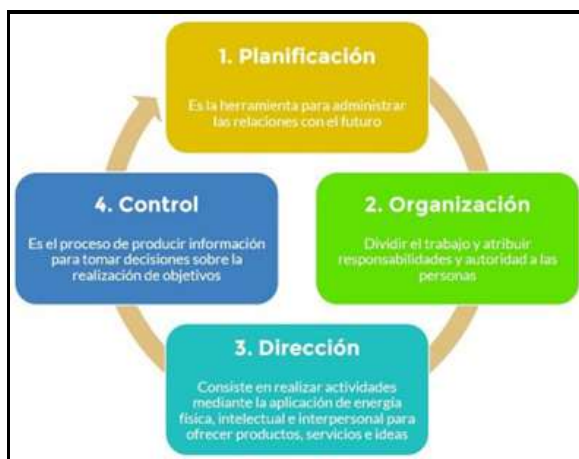 1. Planificación
Es la herramienta para administrar
las relaciones con el futuro
2. Organización
Dividir el trabajo y atribuir
responsabilidades y autoridad a las
personas
3. Dirección
Consiste en realizar actividades
mediante la aplicación de energía
física, intelectual e interpersonal para
ofrecer productos, servicios e ideas
4. Control
Es el proceso de producir información
para tomar decisiones sobre la
realización de objetivos